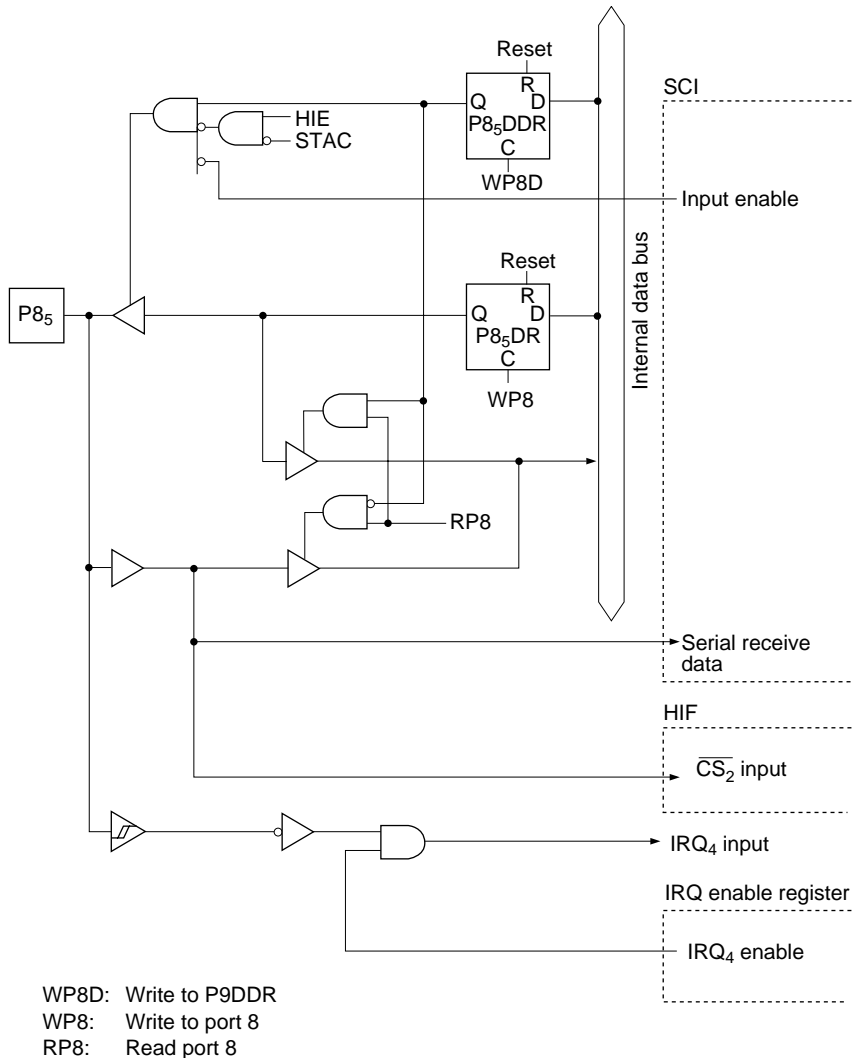 Reset
R
Q D
P8₅DDR
C
WP8D
HIE
STAC
SCI
Input enable
Internal data bus
P8₅
Reset
R
Q D
P8₅DR
C
WP8
RP8
Serial receive
data
HIF
C̅S̅₂̅ input
IRQ₄ input
IRQ enable register
IRQ₄ enable
WP8D: Write to P9DDR
WP8: Write to port 8
RP8: Read port 8